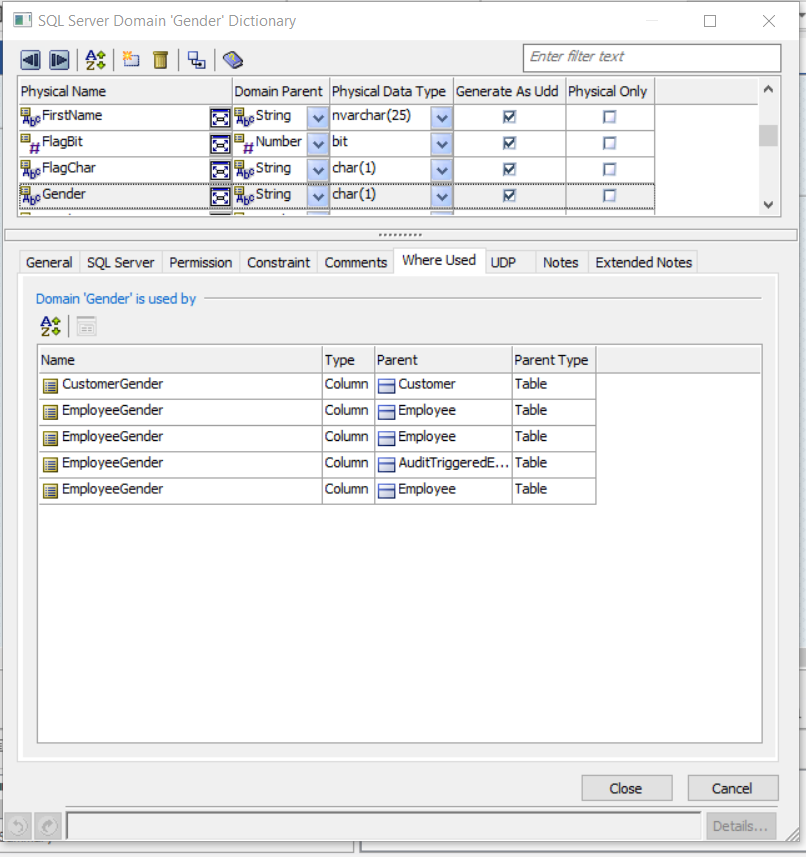 SQL Server Domain 'Gender' Dictionary
Enter filter text
Physical Name Domain Parent Physical Data Type Generate As Udd Physical Only
FirstName String nvarchar(25)
FlagBit Number bit
FlagChar String char(1)
Gender String char(1)
General SQL Server Permission Constraint Comments Where Used UDP Notes Extended Notes
Domain 'Gender' is used by
Name Type Parent Parent Type
CustomerGender Column Customer Table
EmployeeGender Column Employee Table
EmployeeGender Column Employee Table
EmployeeGender Column AuditTriggeredE... Table
EmployeeGender Column Employee Table
Close Cancel
Details...